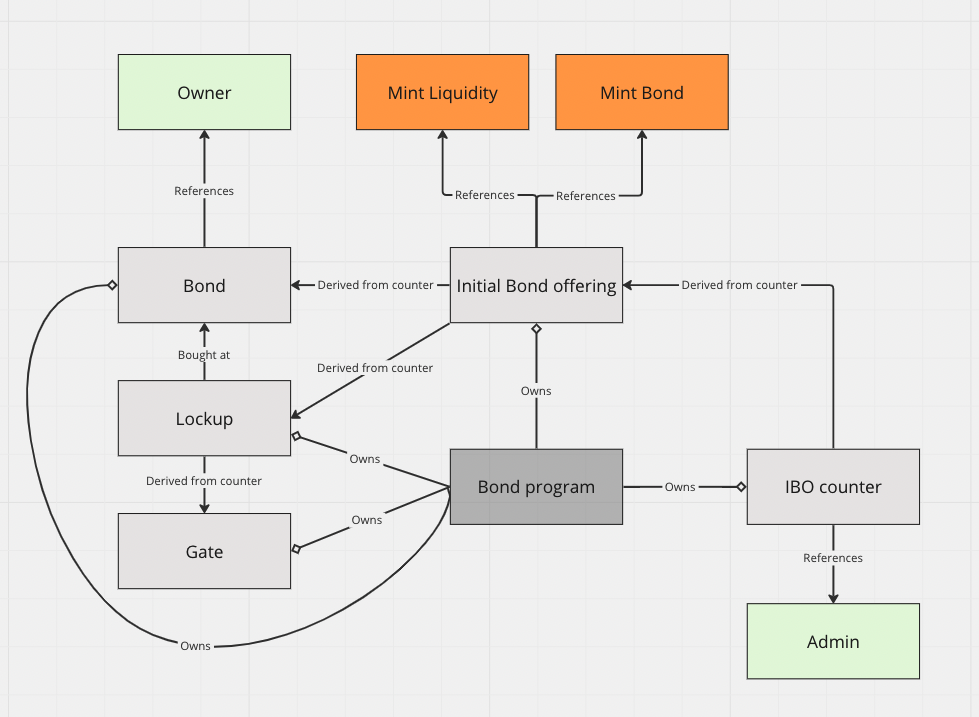 Owner
Mint Liquidity
Mint Bond
References
References
References
Bond
Derived from counter
Initial Bond offering
Derived from counter
Bought at
Derived from counter
Lockup
Owns
Owns
Derived from counter
Bond program
Owns
IBO counter
Owns
Gate
References
Owns
Admin